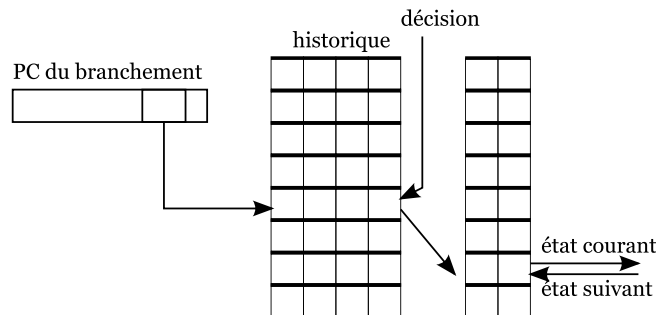 décision
historique
PC du branchement
état courant
état suivant